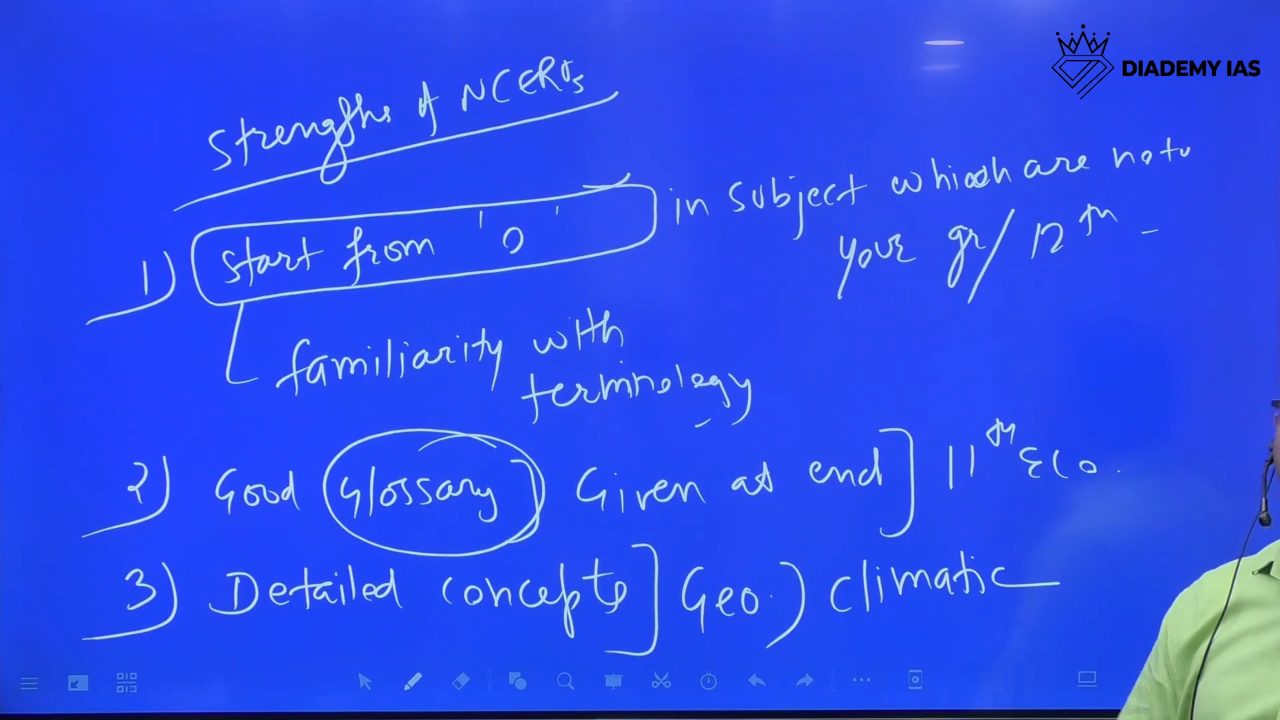 DIADEMY IAS
Strengths of NCERTs
1) Start from '0' in subject which are not
your gr/12th -
familiarity with
terminology
2) Good Glossary] Given at end] 11th Eco.
3) Detailed concepts] Geo.) climatic